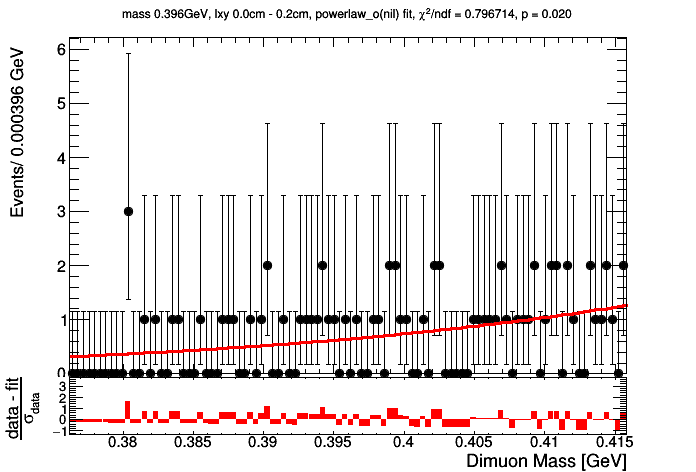 mass 0.396GeV, lxy 0.0cm - 0.2cm, powerlaw_o(nil) fit, χ²/ndf = 0.796714, p = 0.020
Events/ 0.000396 GeV
6
5
4
3
2
1
0
data - fit
σdata
3
2
1
0
−1
0.38 0.385 0.39 0.395 0.4 0.405 0.41 0.415
Dimuon Mass [GeV]